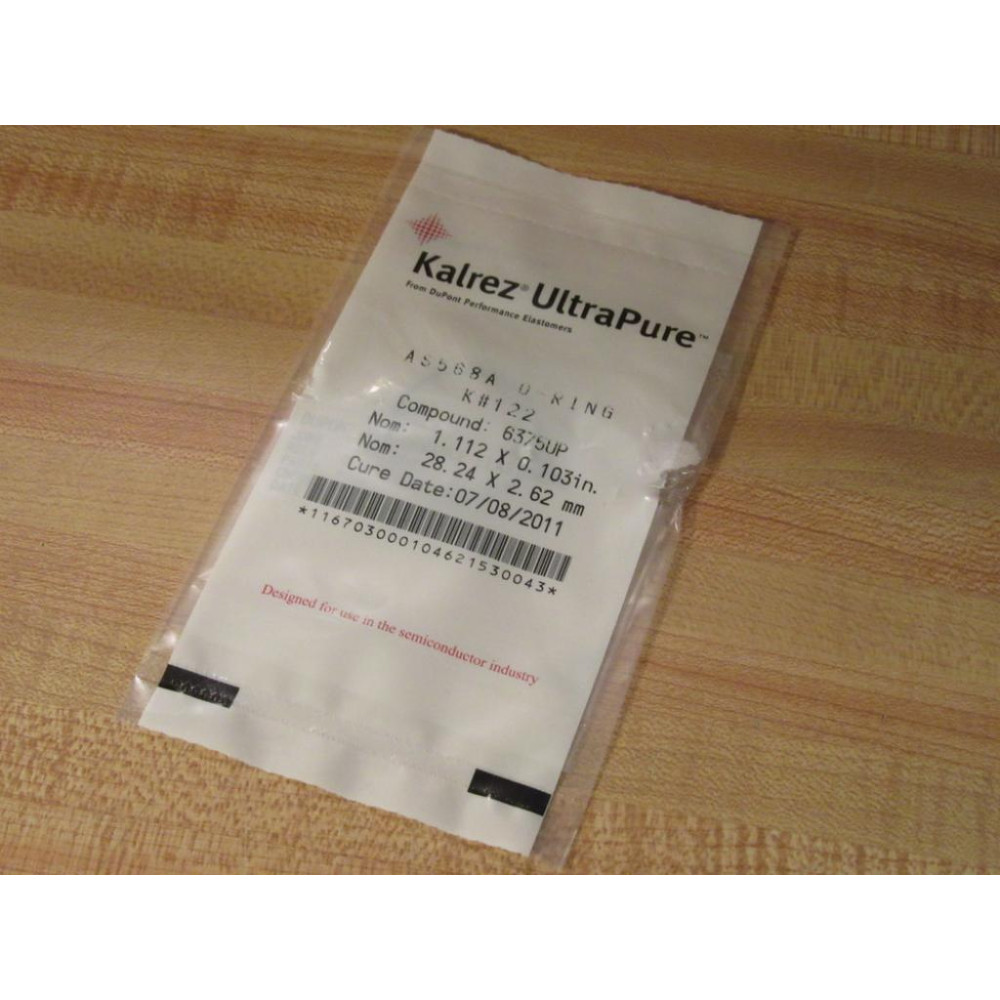 Kalrez® UltraPure™
From DuPont Performance Elastomers
AS568A O-RING
K#122
Compound: 6375UP
Nom: 1.112 X 0.103in.
Nom: 28.24 X 2.62 mm
Cure Date:07/08/2011
*116703000104621530043*
Designed for use in the semiconductor industry